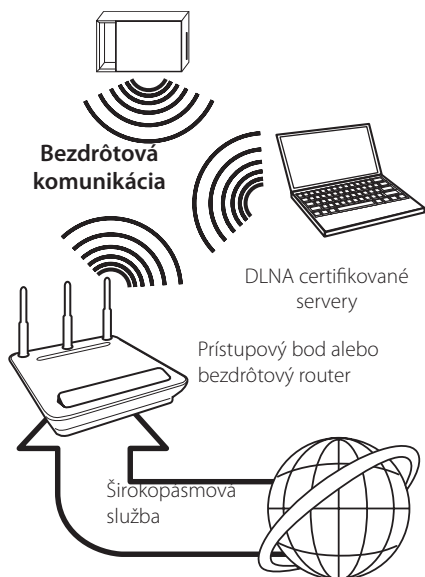 Bezdrôtová
komunikácia
DLNA certifikované
servery
Prístupový bod alebo
bezdrôtový router
Širokopásmová
služba